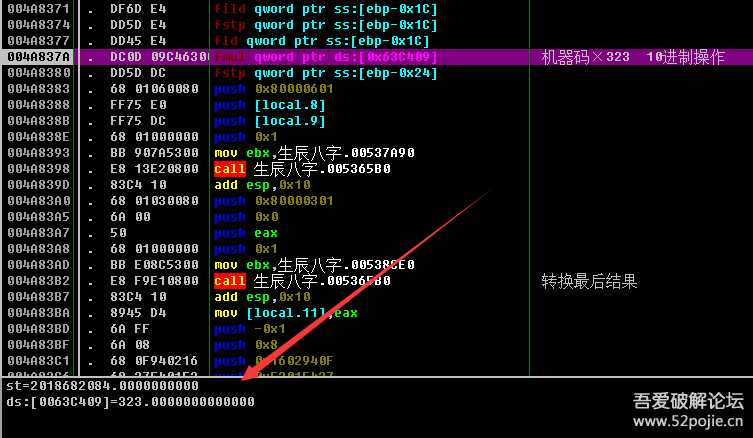 004A8371 . DF6D E4 fild qword ptr ss:[ebp-0x1C]
004A8374 . DD5D E4 fstp qword ptr ss:[ebp-0x1C]
004A8377 . DD45 E4 fld qword ptr ss:[ebp-0x1C]
004A837A . DC0D 09C4630 fmul qword ptr ds:[0x63C409] 机器码×323 10进制操作
004A8380 . DD5D DC fstp qword ptr ss:[ebp-0x24]
004A8383 . 68 01060080 push 0x80000601
004A8388 . FF75 E0 push [local.8]
004A838B . FF75 DC push [local.9]
004A838E . 68 01000000 push 0x1
004A8393 . BB 907A5300 mov ebx,生辰八字.00537A90
004A8398 . E8 13E20800 call 生辰八字.005365B0
004A839D . 83C4 10 add esp,0x10
004A83A0 . 68 01030080 push 0x80000301
004A83A5 . 6A 00 push 0x0
004A83A7 . 50 push eax
004A83A8 . 68 01000000 push 0x1
004A83AD . BB E08C5300 mov ebx,生辰八字.00538CE0
004A83B2 . E8 F9E10800 call 生辰八字.005365B0 转换最后结果
004A83B7 . 83C4 10 add esp,0x10
004A83BA . 8945 D4 mov [local.11],eax
004A83BD . 6A FF push -0x1
004A83BF . 6A 08 push 0x8
004A83C1 . 68 0F940216 push 0x1602940F
st=2018682084.0000000000
ds:[0063C409]=323.0000000000000
吾爱破解论坛
www.52pojie.cn